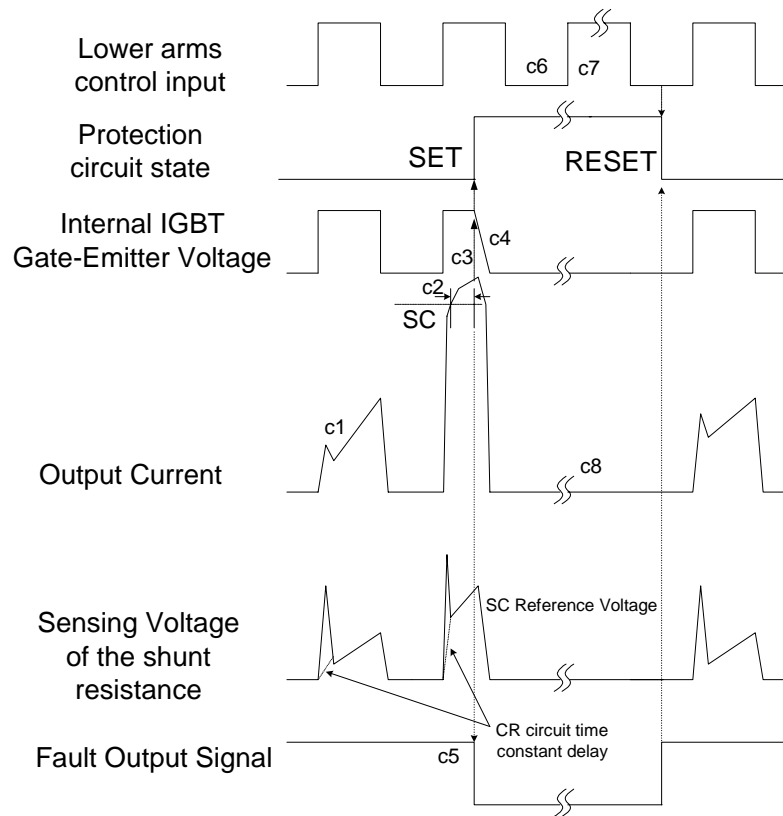 Lower arms
control input
c6
c7
Protection
circuit state
SET
RESET
Internal IGBT
Gate-Emitter Voltage
c4
c3
c2
SC
c1
Output Current
c8
SC Reference Voltage
Sensing Voltage
of the shunt
resistance
CR circuit time
constant delay
Fault Output Signal
c5